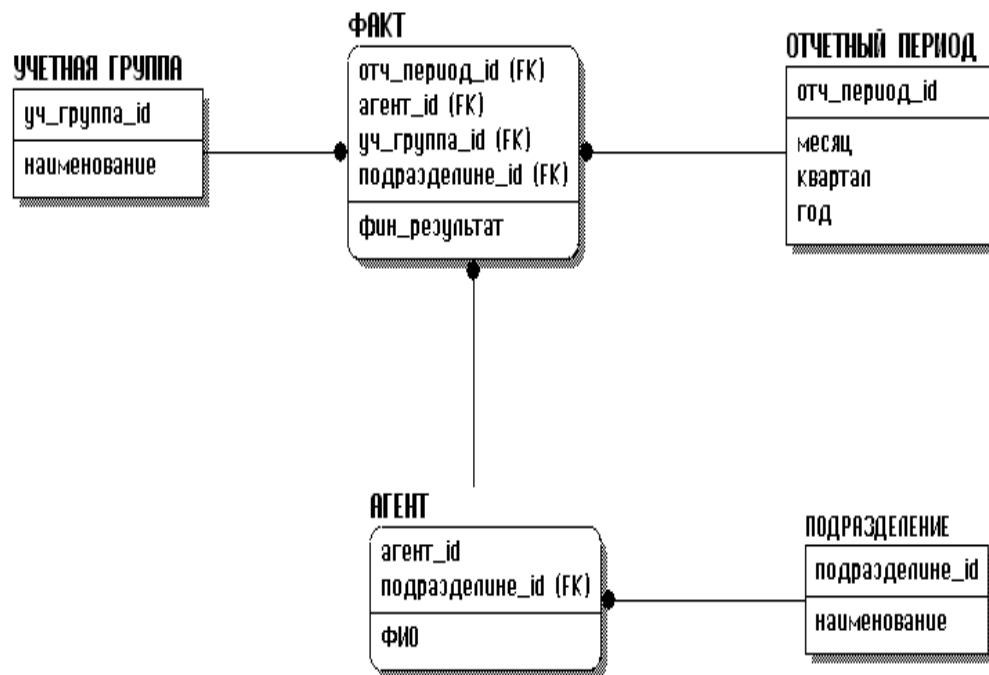 ФАКТ
отч_период_id (FK)
агент_id (FK)
уч_группа_id (FK)
подразделине_id (FK)
фин_результат
УЧЕТНАЯ ГРУППА
уч_группа_id
наименование
ОТЧЕТНЫЙ ПЕРИОД
отч_период_id
месяц
квартал
год
АГЕНТ
агент_id
подразделине_id (FK)
ФИО
ПОДРАЗДЕЛЕНИЕ
подразделине_id
наименование